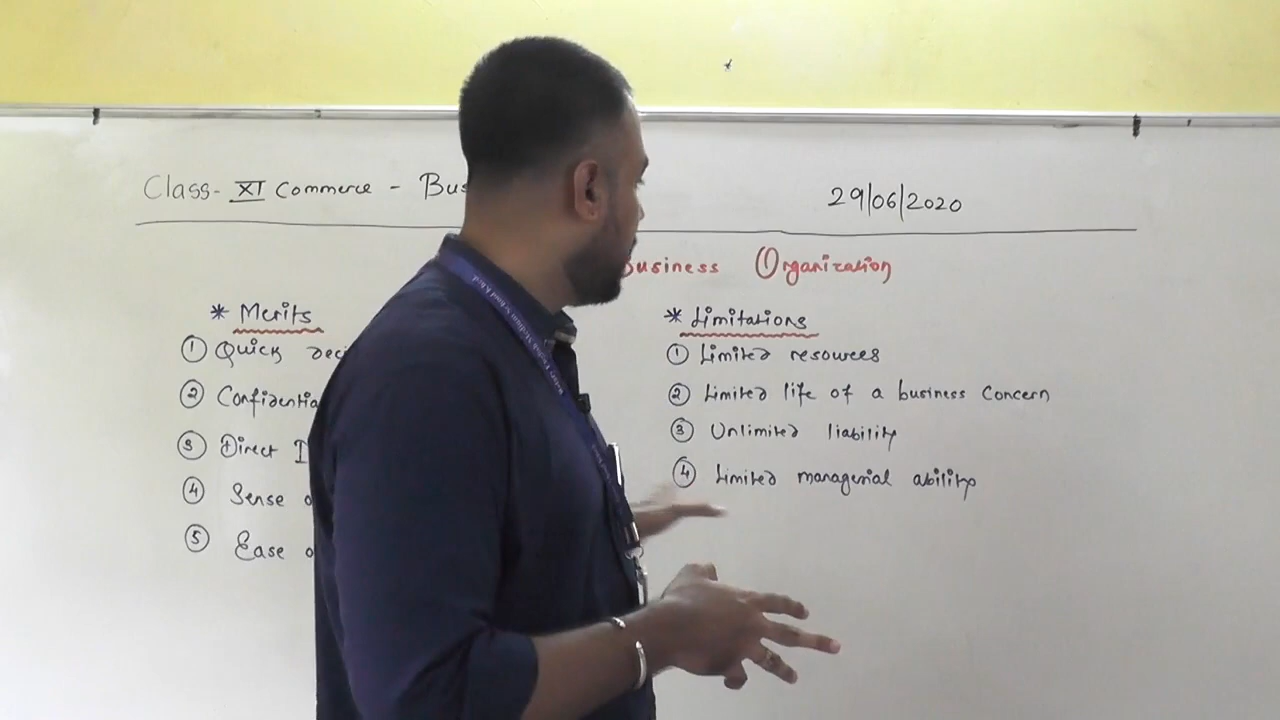 Class- XI Commerce - Bus
29/06/2020
Business Organization
* Merits
① Quick deci
② Confidentia
③ Direct I
④ Sense o
⑤ Ease o
* Limitations
① Limited resources
② Limited life of a business Concern
③ Unlimited liability
④ Limited managerial ability